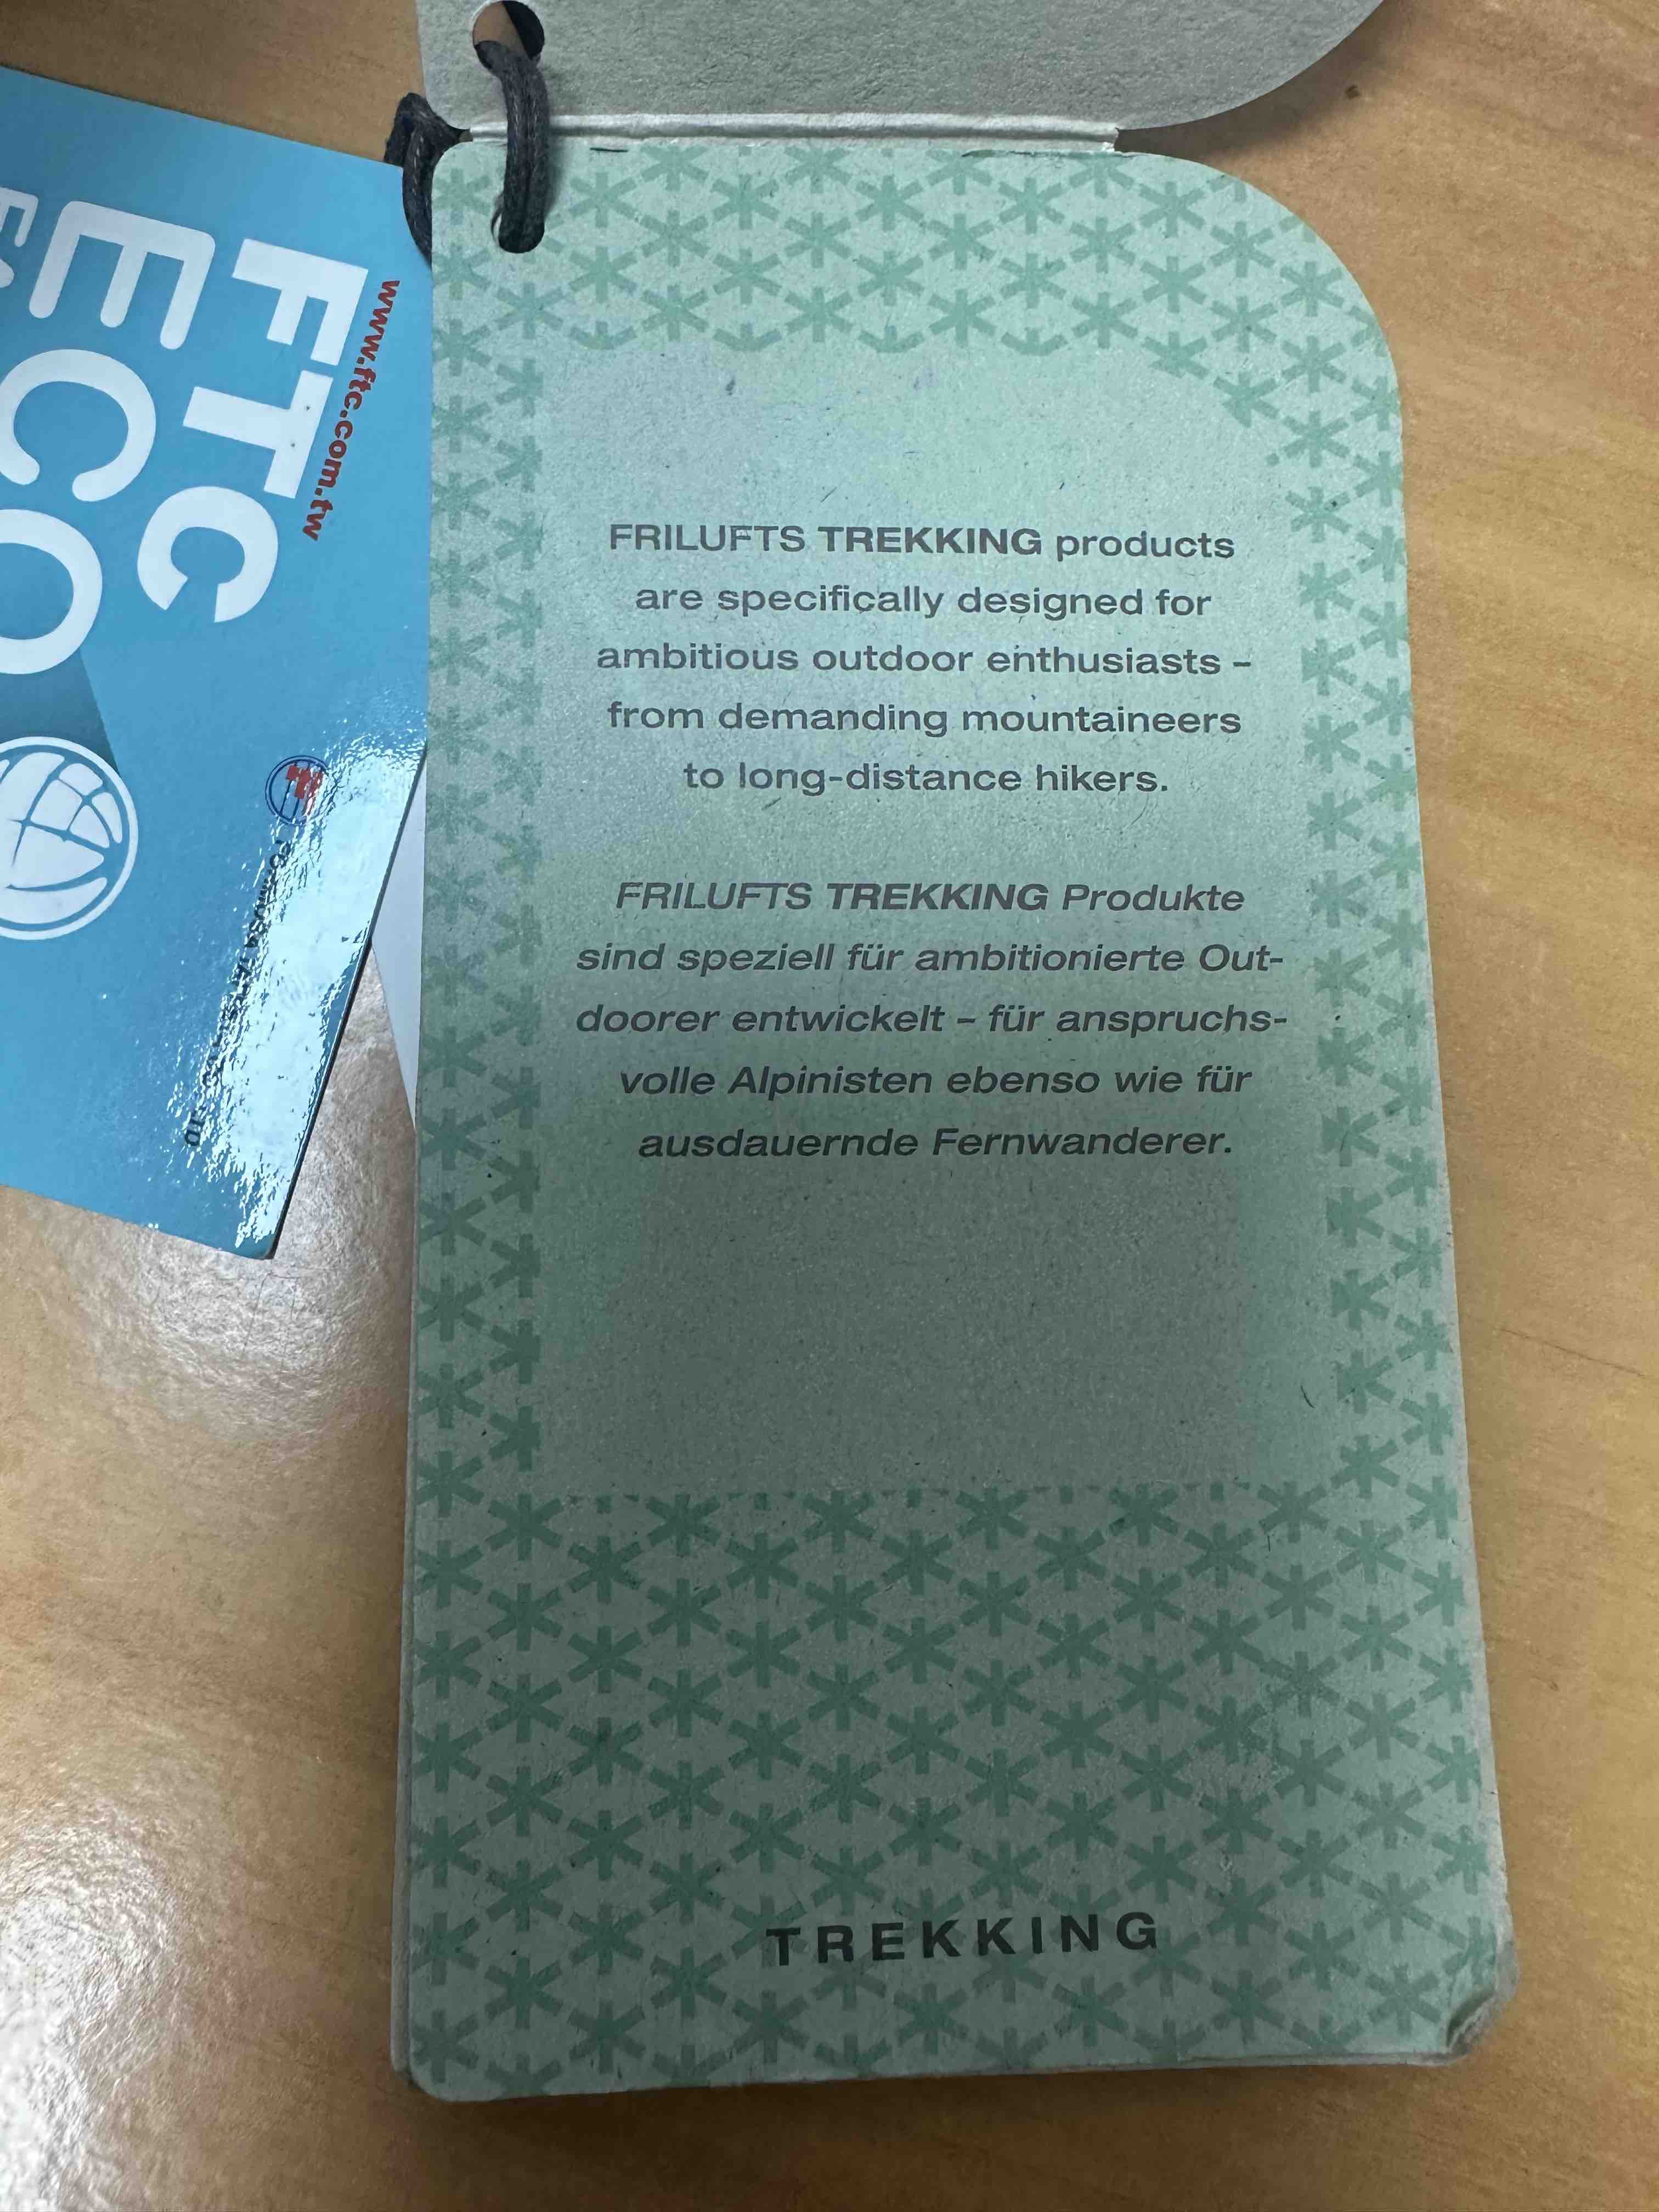 FRILUFTS TREKKING products
are specifically designed for
ambitious outdoor enthusiasts –
from demanding mountaineers
to long-distance hikers.
FRILUFTS TREKKING Produkte
sind speziell für ambitionierte Out-
doorer entwickelt – für anspruchs-
volle Alpinisten ebenso wie für
ausdauernde Fernwanderer.
TREKKING
www.ftc.com.tw
FTC
ECO